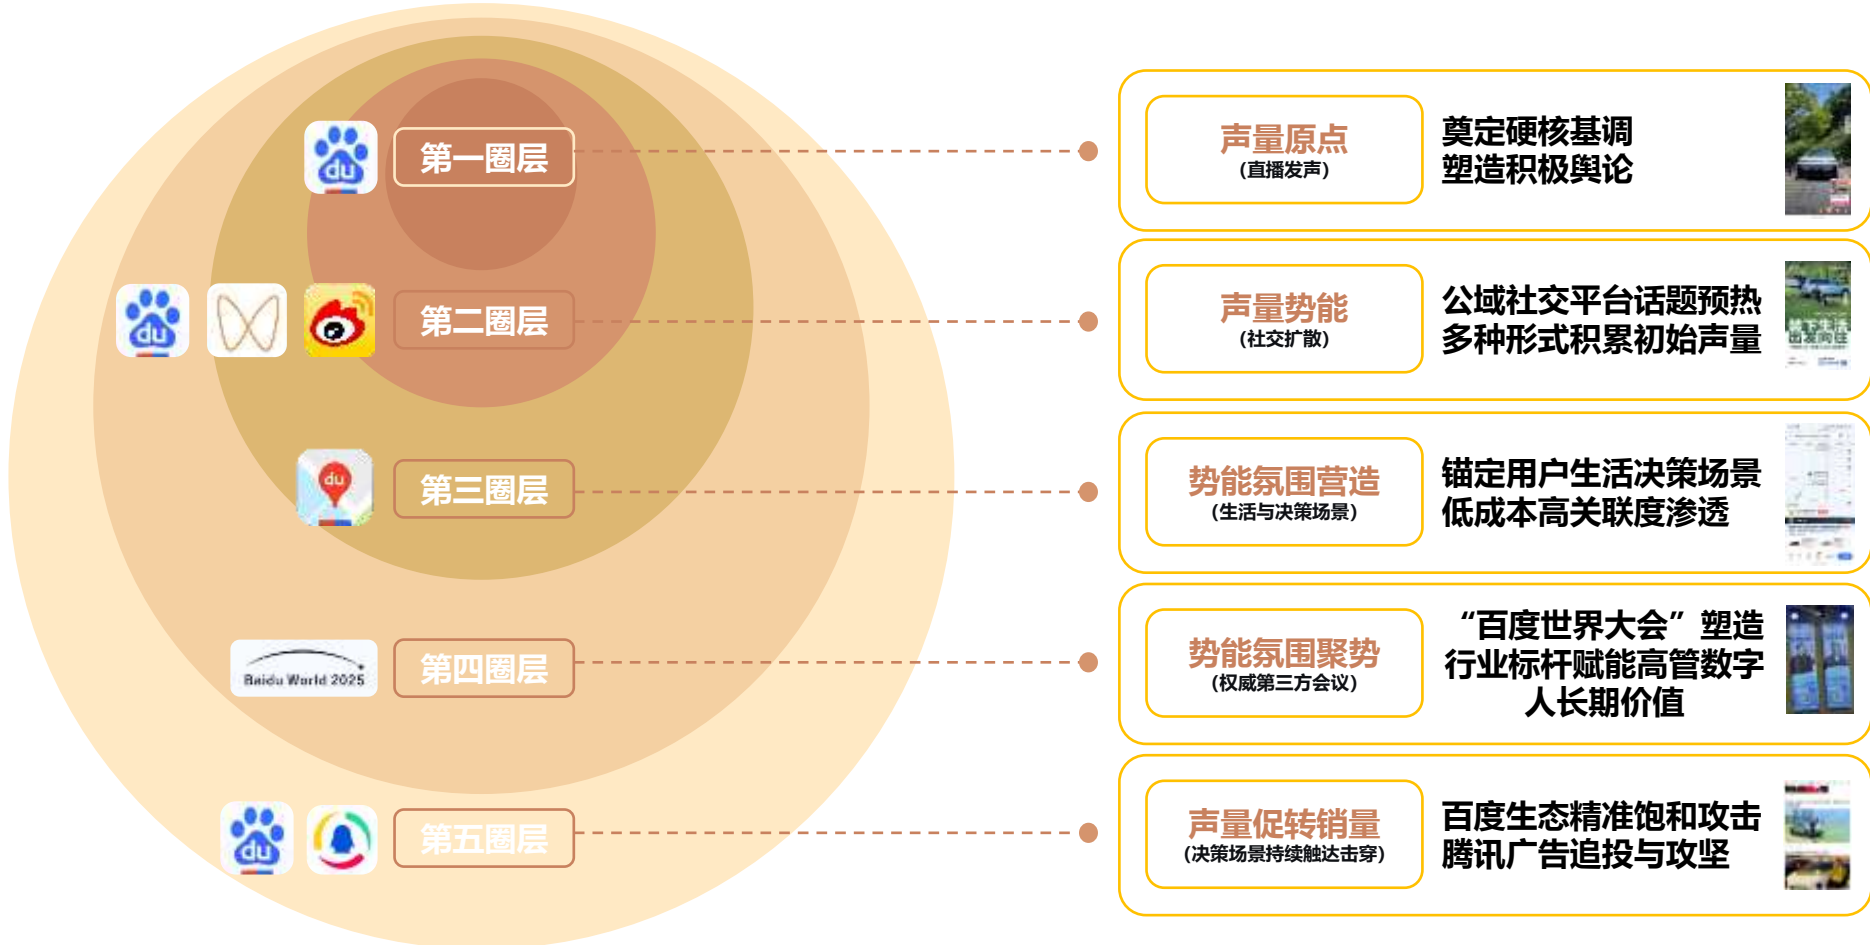 du
第一圈层
声量原点
(直播发声)
奠定硬核基调
塑造积极舆论
du
第二圈层
声量势能
(社交扩散)
公域社交平台话题预热
多种形式积累初始声量
du
第三圈层
势能氛围营造
(生活与决策场景)
锚定用户生活决策场景
低成本高关联度渗透
Baidu World 2025
第四圈层
势能氛围聚势
(权威第三方会议)
“百度世界大会”塑造
行业标杆赋能高管数字
人长期价值
du
第五圈层
声量促转销量
(决策场景持续触达击穿)
百度生态精准饱和攻击
腾讯广告追投与攻坚